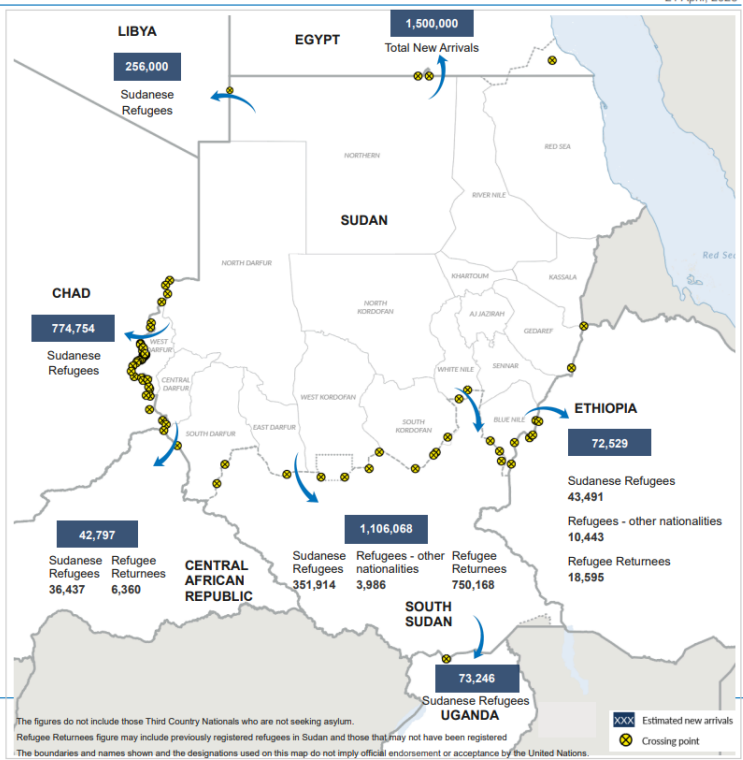 LIBYA
256,000
Sudanese
Refugees
EGYPT
1,500,000
Total New Arrivals
NORTHERN
RED SEA
RIVER NILE
SUDAN
Red Sea
NORTH DARFUR
KHARTOUM
KASSALA
NORTH
KORDOFAN
AJ JAZIRAH
GEDAREF
CHAD
774,754
Sudanese
Refugees
WEST
DARFUR
CENTRAL
DARFUR
WHITE NILE
SENNAR
WEST KORDOFAN
SOUTH
KORDOFAN
BLUE NILE
EAST DARFUR
SOUTH DARFUR
ETHIOPIA
72,529
Sudanese Refugees
43,491
Refugees - other nationalities
10,443
Refugee Returnees
18,595
42,797
Sudanese Refugees
Refugee Returnees
36,437
6,360
CENTRAL
AFRICAN
REPUBLIC
1,106,068
Sudanese Refugees
Refugees - other nationalities
Refugee Returnees
351,914
3,986
750,168
SOUTH
SUDAN
73,246
Sudanese Refugees
UGANDA
The figures do not include those Third Country Nationals who are not seeking asylum.
Refugee Returnees figure may include previously registered refugees in Sudan and those that may not have been registered
The boundaries and names shown and the designations used on this map do not imply official endorsement or acceptance by the United Nations.
XXX Estimated new arrivals
Crossing point